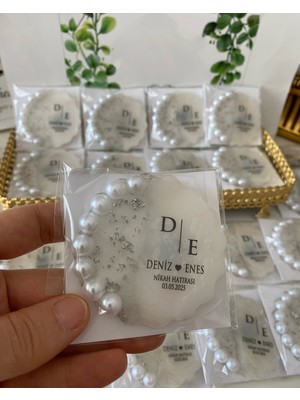 D | E
DENİZ ♥ ENES
NİKAH HATIRASI
03.05.2025